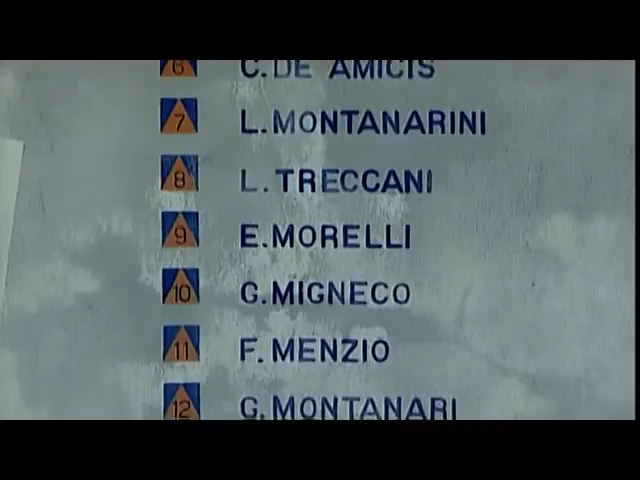 6 C. DE AMICIS
7 L. MONTANARINI
8 L. TRECCANI
9 E. MORELLI
10 G. MIGNECO
11 F. MENZIO
12 G. MONTANARI